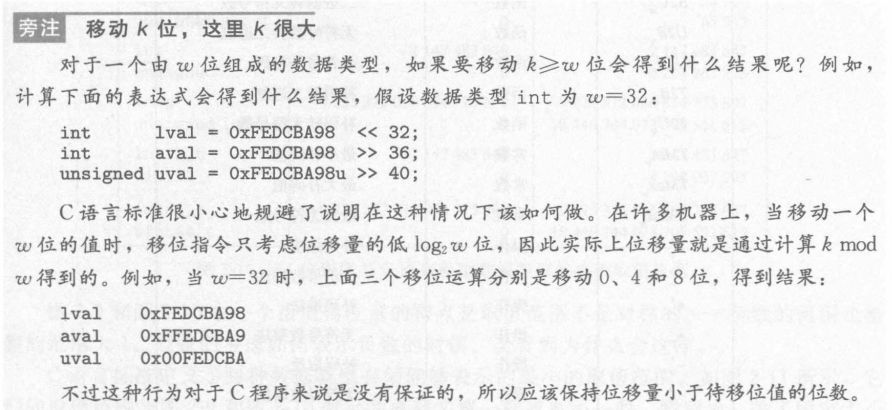 旁注 移动 k 位，这里 k 很大
对于一个由 w 位组成的数据类型，如果要移动 k≥w 位会得到什么结果呢？例如，
计算下面的表达式会得到什么结果，假设数据类型 int 为 w=32：
int      lval = 0xFEDCBA98  << 32;
int      aval = 0xFEDCBA98  >> 36;
unsigned uval = 0xFEDCBA98u >> 40;
C 语言标准很小心地规避了说明在这种情况下该如何做。在许多机器上，当移动一个
w 位的值时，移位指令只考虑位移量的低 log₂w 位，因此实际上位移量就是通过计算 k mod
w 得到的。例如，当 w=32 时，上面三个移位运算分别是移动 0、4 和 8 位，得到结果：
lval    0xFEDCBA98
aval    0xFFEDCBA9
uval    0x00FEDCBA
不过这种行为对于 C 程序来说是没有保证的，所以应该保持位移量小于待移位值的位数。